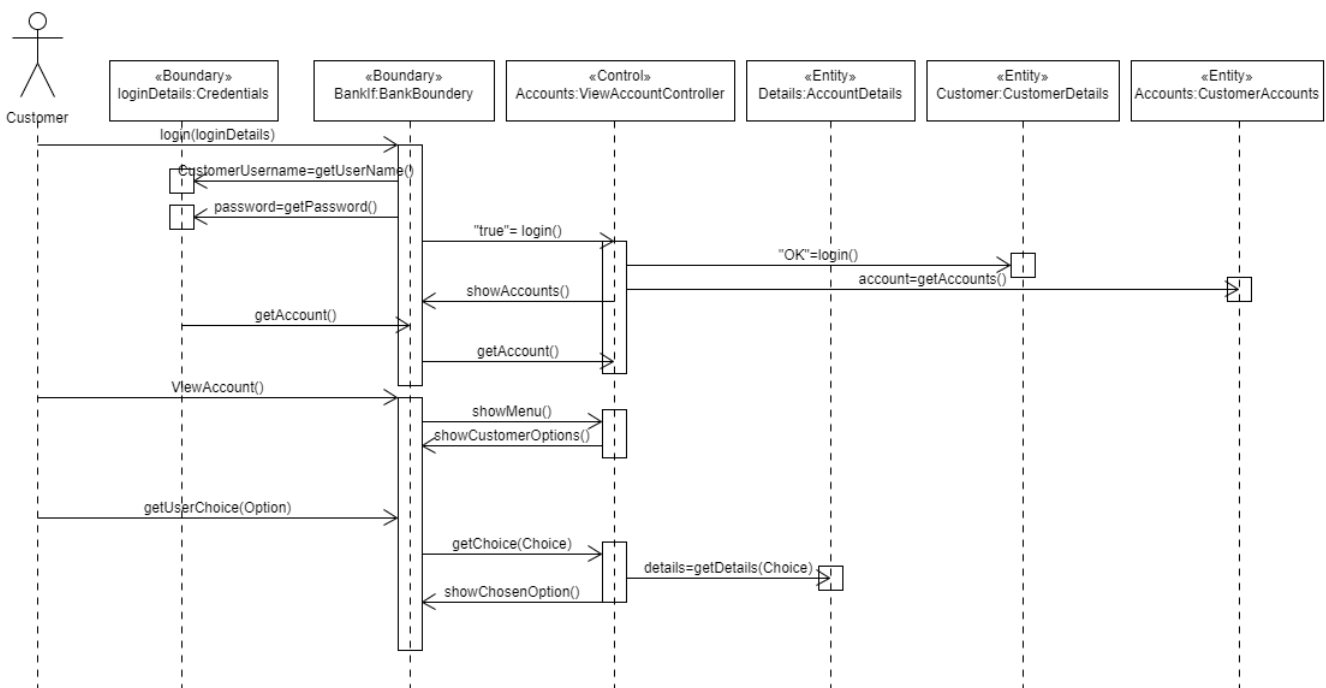 «Boundary»
loginDetails:Credentials
«Boundary»
BankIf:BankBoundery
«Control»
Accounts:ViewAccountController
«Entity»
Details:AccountDetails
«Entity»
Customer:CustomerDetails
«Entity»
Accounts:CustomerAccounts
Customer
login(loginDetails)
CustomerUsername=getUserName()
password=getPassword()
"true"= login()
"OK"=login()
account=getAccounts()
showAccounts()
getAccount()
getAccount()
ViewAccount()
showMenu()
showCustomerOptions()
getUserChoice(Option)
getChoice(Choice)
details=getDetails(Choice)
showChosenOption()